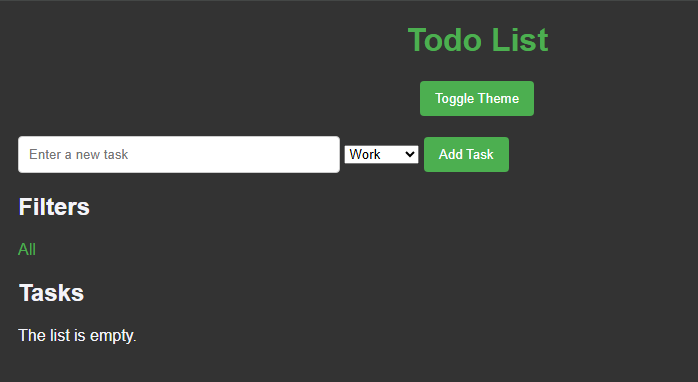 Todo List
Toggle Theme
Enter a new task Work Add Task
Filters
All
Tasks
The list is empty.